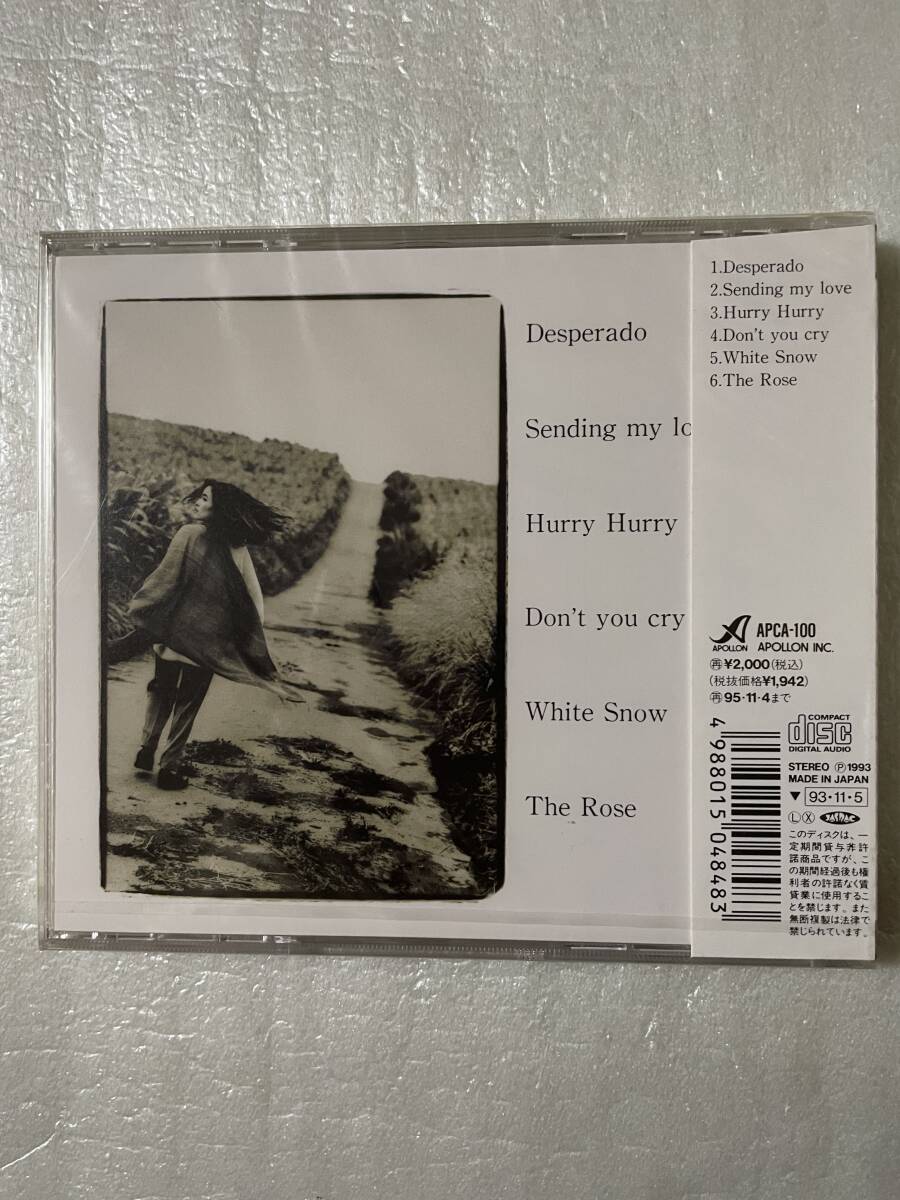 Desperado
Sending my lo
Hurry Hurry
Don't you cry
White Snow
The Rose
1.Desperado
2.Sending my love
3.Hurry Hurry
4.Don't you cry
5.White Snow
6.The Rose
APOLLON
APCA-100
APOLLON INC.
再¥2,000(税込)
(税抜価格¥1,942)
再95・11・4まで
COMPACT
disc
DIGITAL AUDIO
STEREO Ⓟ1993
MADE IN JAPAN
▼ 93・11・5
Ⓛ Ⓧ JASRAC
4988015048483
このディスクは、一
定期間貸与非許
諾商品ですが、こ
の期間経過後も権
利者の許諾なく賃
貸業に使用するこ
とを禁じます。また
無断複製は法律で
禁じられています。